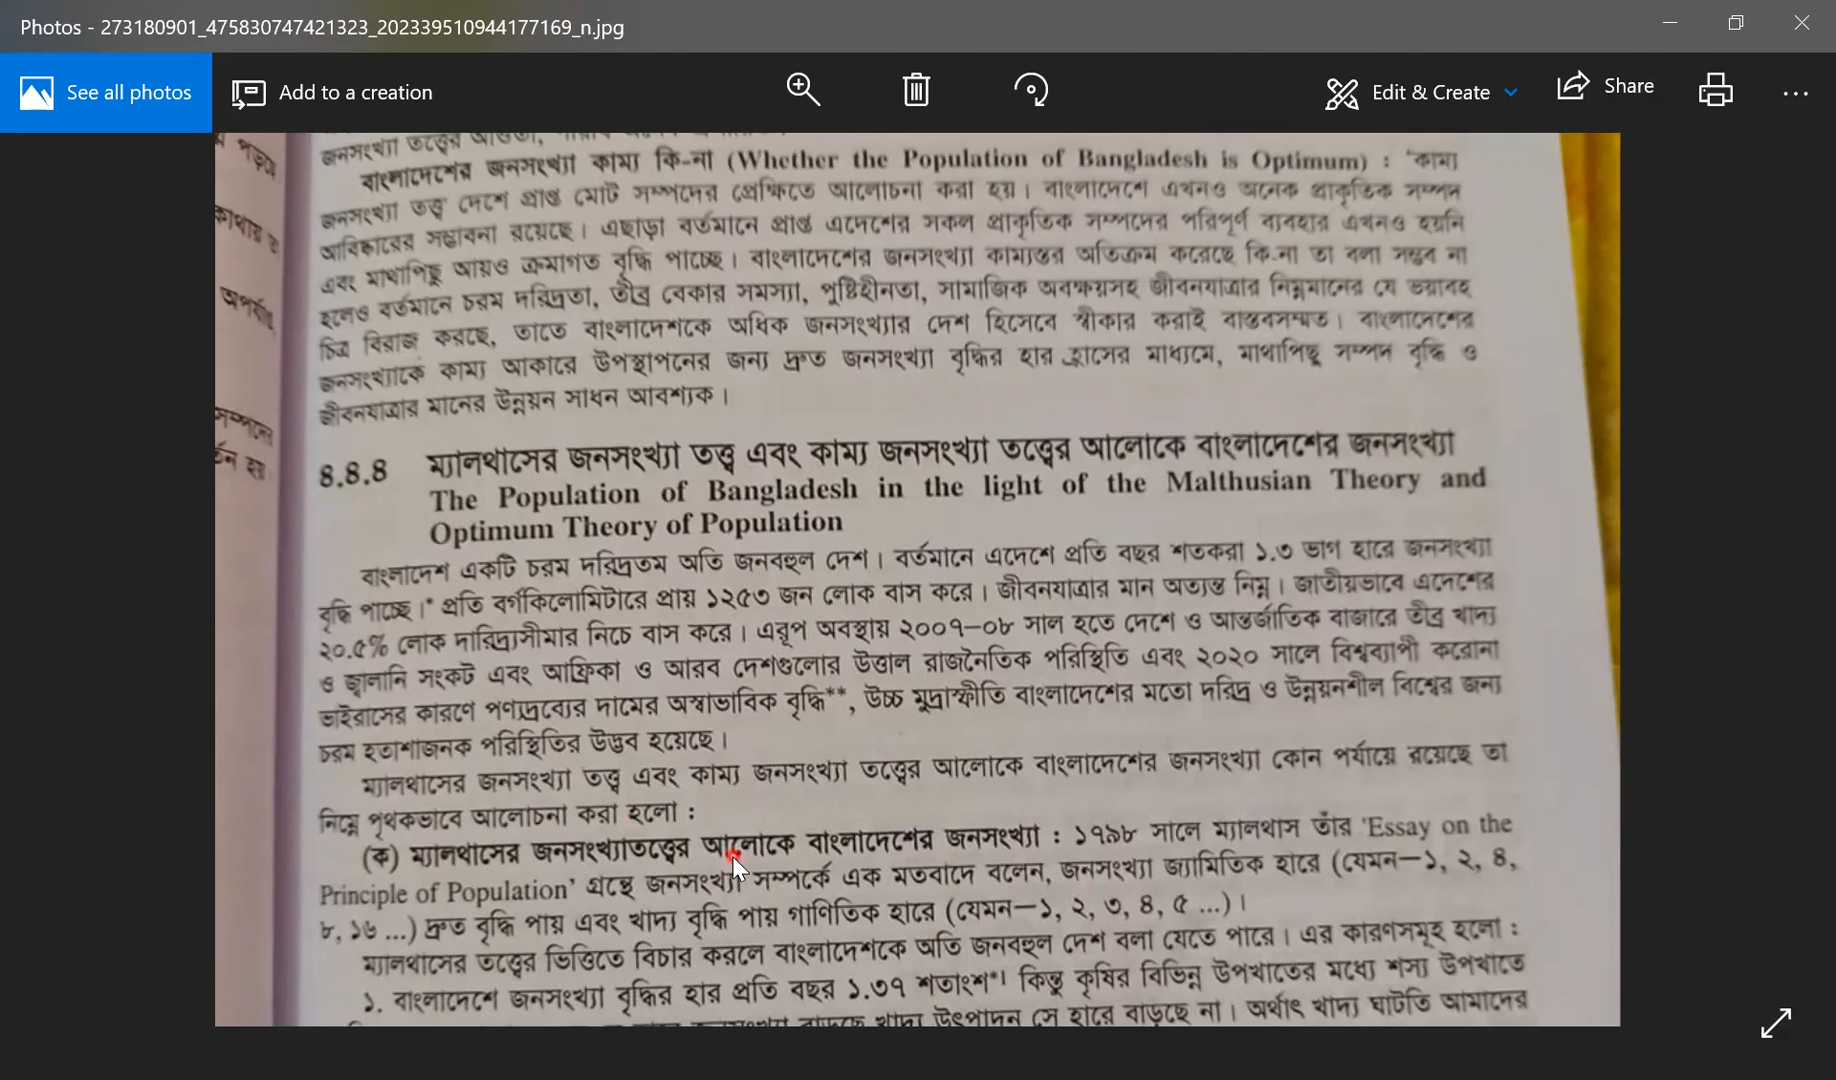 Photos - 273180901_475830747421323_202339510944177169_n.jpg
See all photos
Add to a creation
Edit & Create
Share
জনসংখ্যা তত্ত্বের
বাংলাদেশের জনসংখ্যা কাম্য কি-না (Whether the Population of Bangladesh is Optimum) : 'কাম্য
জনসংখ্যা তত্ত্ব' দেশে প্রাপ্ত মোট সম্পদের প্রেক্ষিতে আলোচনা করা হয়। বাংলাদেশে এখনও অনেক প্রাকৃতিক সম্পদ
আবিষ্কারের সম্ভাবনা রয়েছে। এছাড়া বর্তমানে প্রাপ্ত এদেশের সকল প্রাকৃতিক সম্পদের পরিপূর্ণ ব্যবহার এখনও হয়নি
এবং মাথাপিছু আয়ও ক্রমাগত বৃদ্ধি পাচ্ছে। বাংলাদেশের জনসংখ্যা কাম্যস্তর অতিক্রম করেছে কি-না তা বলা সম্ভব না
হলেও বর্তমানে চরম দরিদ্রতা, তীব্র বেকার সমস্যা, পুষ্টিহীনতা, সামাজিক অবক্ষয়সহ জীবনযাত্রার নিম্নমানের যে ভয়াবহ
চিত্র বিরাজ করছে, তাতে বাংলাদেশকে অধিক জনসংখ্যার দেশ হিসেবে স্বীকার করাই বাস্তবসম্মত। বাংলাদেশের
জনসংখ্যাকে কাম্য আকারে উপস্থাপনের জন্য দ্রুত জনসংখ্যা বৃদ্ধির হার হ্রাসের মাধ্যমে, মাথাপিছু সম্পদ বৃদ্ধি ও
জীবনযাত্রার মানের উন্নয়ন সাধন আবশ্যক।
৪.৪.৪ ম্যালথাসের জনসংখ্যা তত্ত্ব এবং কাম্য জনসংখ্যা তত্ত্বের আলোকে বাংলাদেশের জনসংখ্যা
The Population of Bangladesh in the light of the Malthusian Theory and
Optimum Theory of Population
বাংলাদেশ একটি চরম দরিদ্রতম অতি জনবহুল দেশ। বর্তমানে এদেশে প্রতি বছর শতকরা ১.৩ ভাগ হারে জনসংখ্যা
বৃদ্ধি পাচ্ছে।* প্রতি বর্গকিলোমিটারে প্রায় ১২৫৩ জন লোক বাস করে। জীবনযাত্রার মান অত্যন্ত নিম্ন। জাতীয়ভাবে এদেশের
২০.৫% লোক দারিদ্র্যসীমার নিচে বাস করে। এরূপ অবস্থায় ২০০৭-০৮ সাল হতে দেশে ও আন্তর্জাতিক বাজারে তীব্র খাদ্য
ও জ্বালানি সংকট এবং আফ্রিকা ও আরব দেশগুলোর উত্তাল রাজনৈতিক পরিস্থিতি এবং ২০২০ সালে বিশ্বব্যাপী করোনা
ভাইরাসের কারণে পণ্যদ্রব্যের দামের অস্বাভাবিক বৃদ্ধি**, উচ্চ মুদ্রাস্ফীতি বাংলাদেশের মতো দরিদ্র ও উন্নয়নশীল বিশ্বের জন্য
চরম হতাশাজনক পরিস্থিতির উদ্ভব হয়েছে।
ম্যালথাসের জনসংখ্যা তত্ত্ব এবং কাম্য জনসংখ্যা তত্ত্বের আলোকে বাংলাদেশের জনসংখ্যা কোন পর্যায়ে রয়েছে তা
নিম্নে পৃথকভাবে আলোচনা করা হলো :
(ক) ম্যালথাসের জনসংখ্যাতত্ত্বের আলোকে বাংলাদেশের জনসংখ্যা : ১৭৯৮ সালে ম্যালথাস তাঁর 'Essay on the
Principle of Population' গ্রন্থে জনসংখ্যা সম্পর্কে এক মতবাদে বলেন, জনসংখ্যা জ্যামিতিক হারে (যেমন—১, ২, ৪,
৮, ১৬ ...) দ্রুত বৃদ্ধি পায় এবং খাদ্য বৃদ্ধি পায় গাণিতিক হারে (যেমন—১, ২, ৩, ৪, ৫ ...)।
ম্যালথাসের তত্ত্বের ভিত্তিতে বিচার করলে বাংলাদেশকে অতি জনবহুল দেশ বলা যেতে পারে। এর কারণসমূহ হলো :
১. বাংলাদেশে জনসংখ্যা বৃদ্ধির হার প্রতি বছর ১.৩৭ শতাংশ*। কিন্তু কৃষির বিভিন্ন উপখাতের মধ্যে শস্য উপখাতে
খাদ্য উৎপাদন সে হারে বাড়ছে না। অর্থাৎ খাদ্য ঘাটতি আমাদের